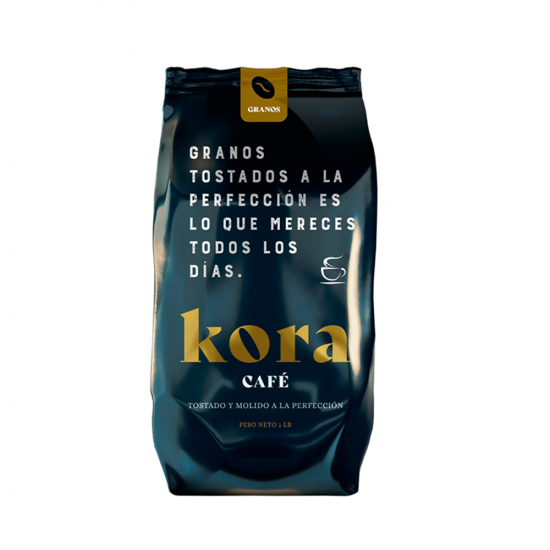 GRANOS
GRANOS
TOSTADOS A LA
PERFECCIÓN ES
LO QUE MERECES
TODOS LOS
DÍAS.
kora
CAFÉ
TOSTADO Y MOLIDO A LA PERFECCIÓN
PESO NETO 1 LB